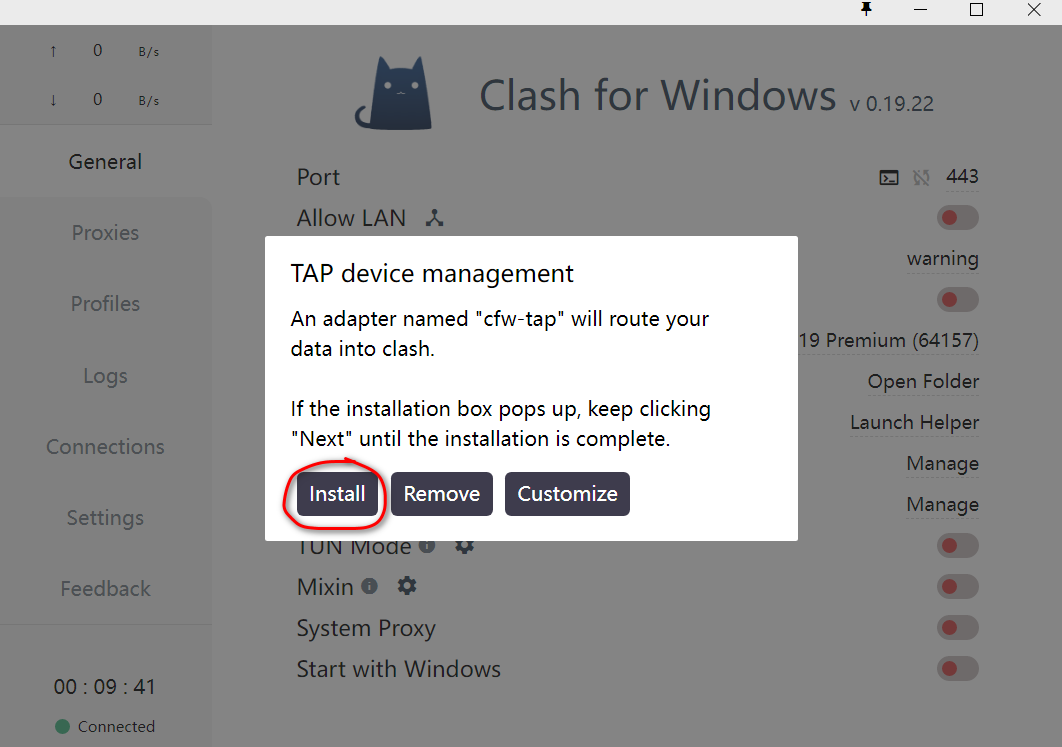 ↑ 0 B/s
↓ 0 B/s
General
Proxies
Profiles
Logs
Connections
Settings
Feedback
00 : 09 : 41
Connected
Clash for Windows v 0.19.22
Port 443
Allow LAN
warning
19 Premium (64157)
Open Folder
Launch Helper
Manage
Manage
TAP device management
An adapter named "cfw-tap" will route your
data into clash.
If the installation box pops up, keep clicking
"Next" until the installation is complete.
Install Remove Customize
TUN Mode
Mixin
System Proxy
Start with Windows